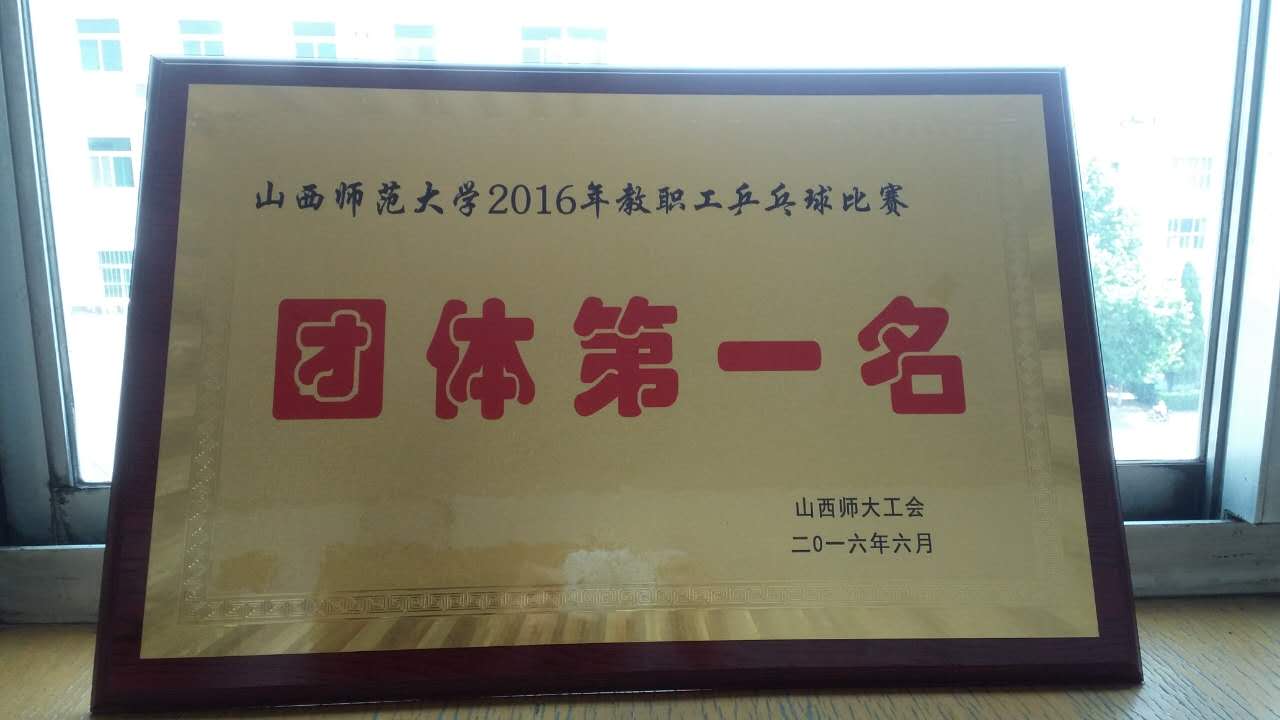 山西师范大学2016年教职工乒乓球比赛
团体第一名
山西师大工会
二0一六年六月